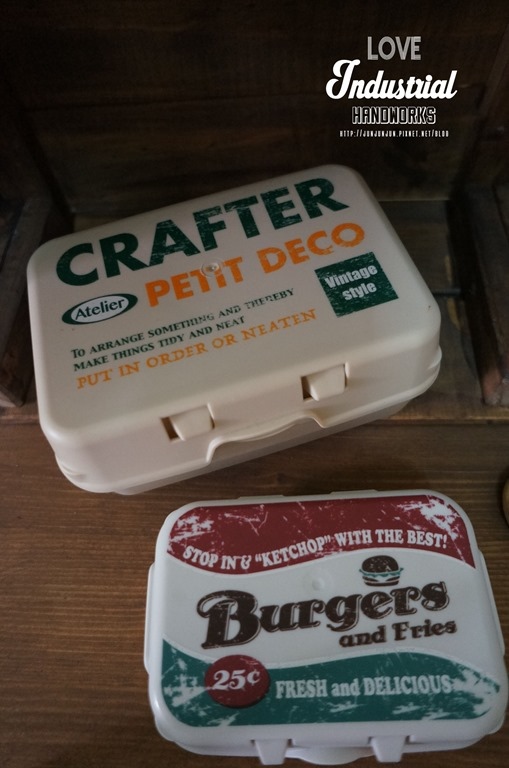 LOVE
Industrial
HANDWORKS
HTTP://JUNJUNJUN.PIXNET.NET/BLOG
CRAFTER
PETIT DECO
Atelier
Vintage
style
TO ARRANGE SOMETHING AND THEREBY
MAKE THINGS TIDY AND NEAT
PUT IN ORDER OR NEATEN
STOP IN & "KETCHUP" WITH THE BEST!
Burgers
and Fries
25¢
FRESH and DELICIOUS